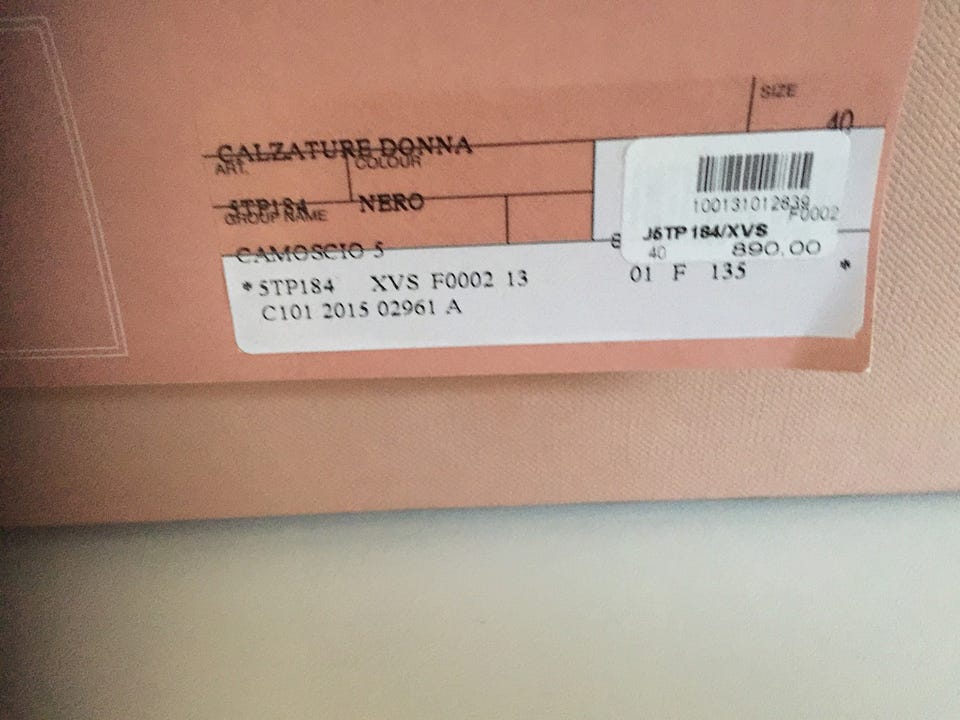 SIZE
40
CALZATURE DONNA
ART. COLOUR
5TP184 NERO
GROUP NAME
CAMOSCIO 5
100131012839
F0002
J5TP184/XVS
40 890.00
*5TP184 XVS F0002 13 01 F 135 *
C101 2015 02961 A